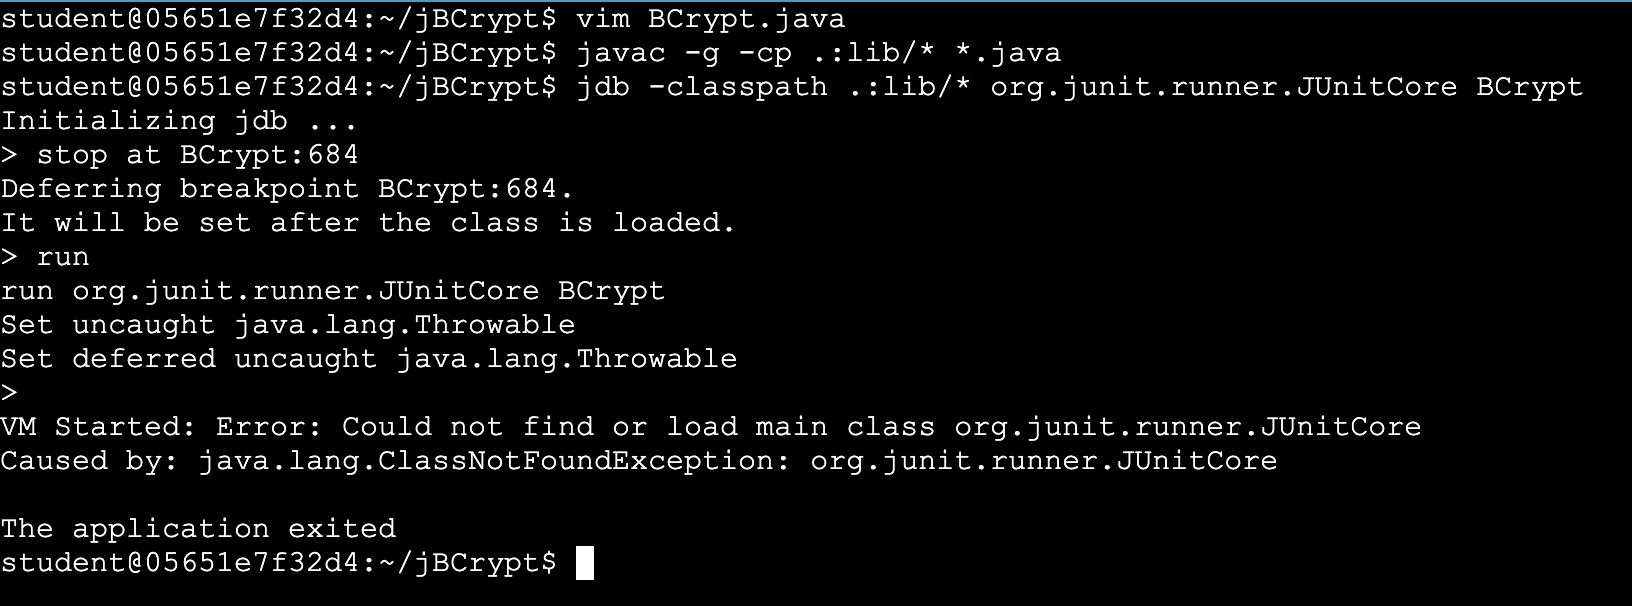 student@05651e7f32d4:~/jBCrypt$ vim BCrypt.java
student@05651e7f32d4:~/jBCrypt$ javac -g -cp .:lib/* *.java
student@05651e7f32d4:~/jBCrypt$ jdb -classpath .:lib/* org.junit.runner.JUnitCore BCrypt
Initializing jdb ...
> stop at BCrypt:684
Deferring breakpoint BCrypt:684.
It will be set after the class is loaded.
> run
run org.junit.runner.JUnitCore BCrypt
Set uncaught java.lang.Throwable
Set deferred uncaught java.lang.Throwable
>
VM Started: Error: Could not find or load main class org.junit.runner.JUnitCore
Caused by: java.lang.ClassNotFoundException: org.junit.runner.JUnitCore
The application exited
student@05651e7f32d4:~/jBCrypt$